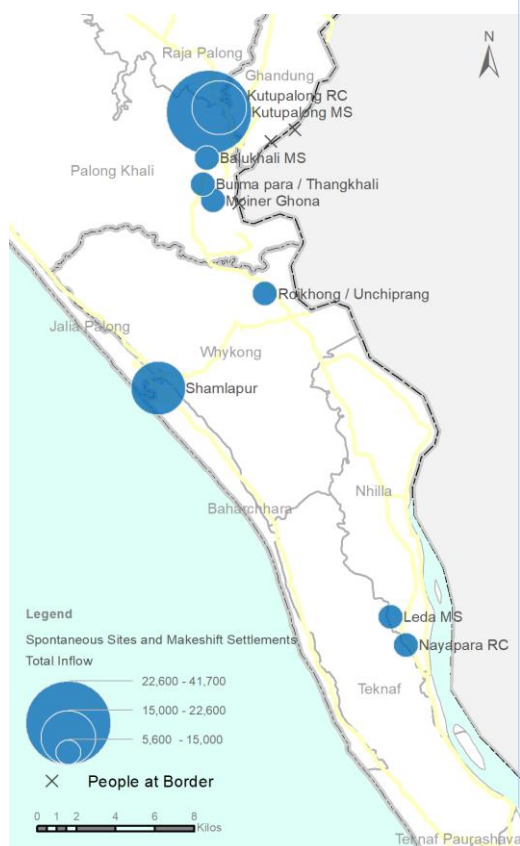 N
Raja Palong
Ghandung
Kutupalong RC
Kutupalong MS
Balukhali MS
Palong Khali
Burma para / Thangkhali
Moiner Ghona
Roikhong / Unchiprang
Jalia Palong
Whykong
Shamlapur
Nhilla
Baharchhara
Leda MS
Nayapara RC
Teknaf
Legend
Spontaneous Sites and Makeshift Settlements
Total Inflow
22,600 - 41,700
15,000 - 22,600
5,600 - 15,000
People at Border
0 1 2 4 6 8
Kilos
Teknaf Paurashava